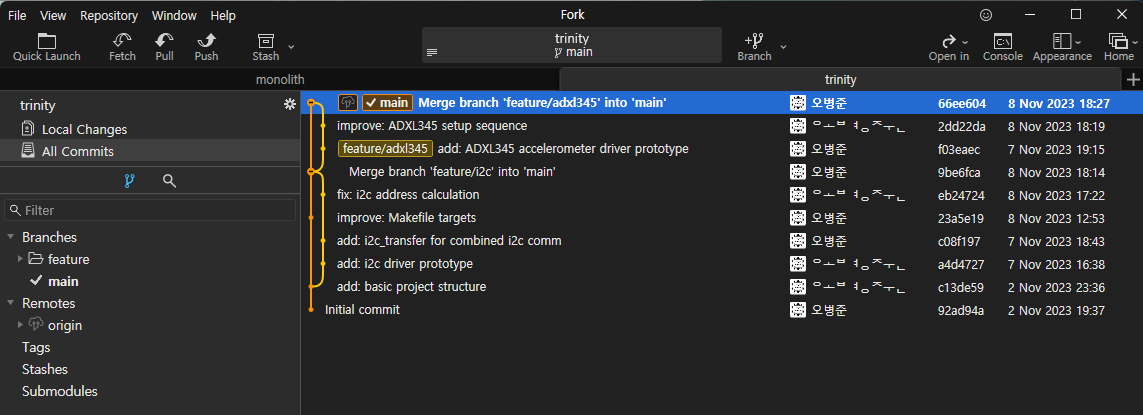 File View Repository Window Help Fork
Quick Launch Fetch Pull Push Stash trinity main Branch Open in Console Appearance Home
monolith trinity
trinity
Local Changes
All Commits
Filter
Branches
feature
main
Remotes
origin
Tags
Stashes
Submodules
main Merge branch 'feature/adxl345' into 'main' 오병준 66ee604 8 Nov 2023 18:27
improve: ADXL345 setup sequence ㅇㅗㅂㅕㅇㅈㅜㄴ 2dd22da 8 Nov 2023 18:19
feature/adxl345 add: ADXL345 accelerometer driver prototype 오병준 f03eaec 7 Nov 2023 19:15
Merge branch 'feature/i2c' into 'main' 오병준 9be6fca 8 Nov 2023 18:14
fix: i2c address calculation ㅇㅗㅂㅕㅇㅈㅜㄴ eb24724 8 Nov 2023 17:22
improve: Makefile targets 오병준 23a5e19 8 Nov 2023 12:53
add: i2c_transfer for combined i2c comm ㅇㅗㅂㅕㅇㅈㅜㄴ c08f197 7 Nov 2023 18:43
add: i2c driver prototype ㅇㅗㅂㅕㅇㅈㅜㄴ a4d4727 7 Nov 2023 16:38
add: basic project structure ㅇㅗㅂㅕㅇㅈㅜㄴ c13de59 2 Nov 2023 23:36
Initial commit 오병준 92ad94a 2 Nov 2023 19:37